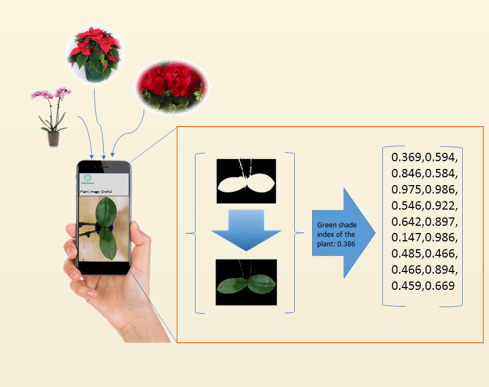 Plant image: Orchid
Green shade
index of the
plant: 0.386
0.369,0.594,
0.846,0.584,
0.975,0.986,
0.546,0.922,
0.642,0.897,
0.147,0.986,
0.485,0.466,
0.466,0.894,
0.459,0.669